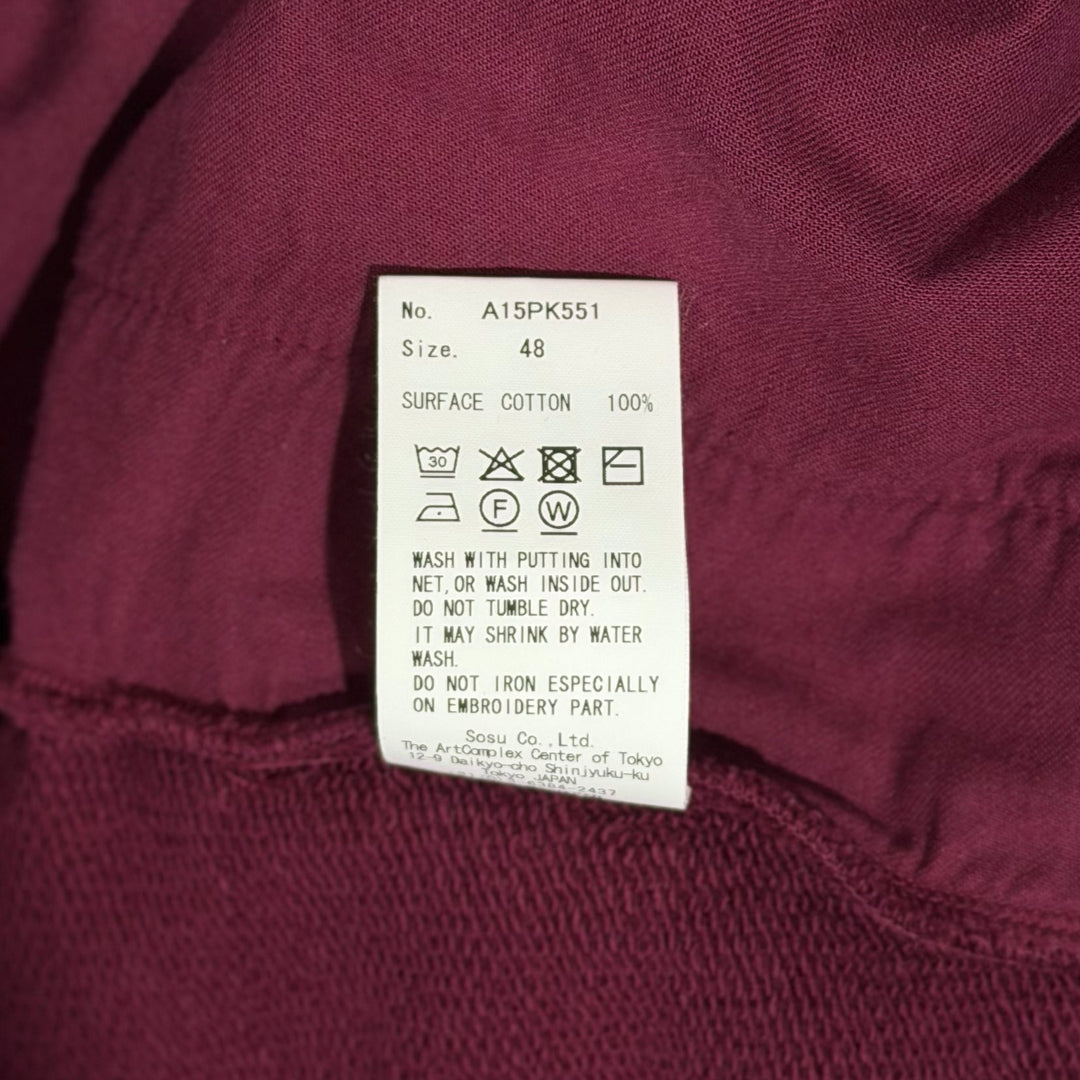 No. A15PK551
Size. 48
SURFACE COTTON 100%
30
F W
WASH WITH PUTTING INTO
NET, OR WASH INSIDE OUT.
DO NOT TUMBLE DRY.
IT MAY SHRINK BY WATER
WASH.
DO NOT IRON ESPECIALLY
ON EMBROIDERY PART.
Sosu Co., Ltd.
The ArtComplex Center of Tokyo
12-9 Daikyo-cho Shinjyuku-ku
Tokyo JAPAN